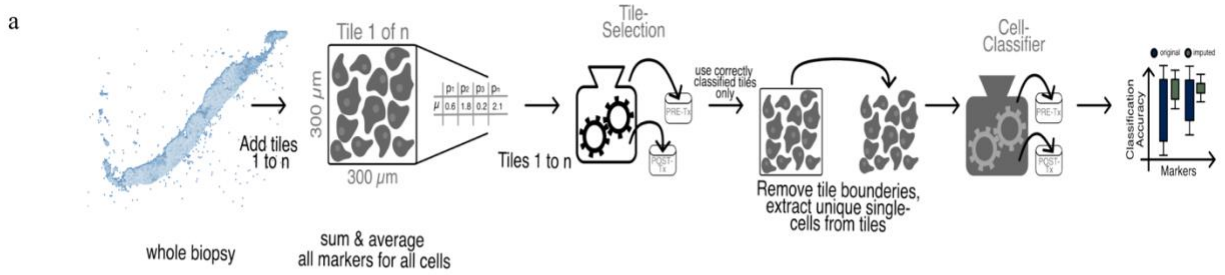 a
whole biopsy
Add tiles
1 to n
Tile 1 of n
300 µm
300 µm
sum & average
all markers for all cells
p1 p2 p3 pn
µ 0.6 1.8 0.2 2.1
Tiles 1 to n
Tile-
Selection
PRE-Tx
POST-
Tx
use correctly
classified tiles
only
Remove tile bounderies,
extract unique single-
cells from tiles
Cell-
Classifier
PRE-Tx
POST-
Tx
original imputed
Classification
Accuracy
Markers